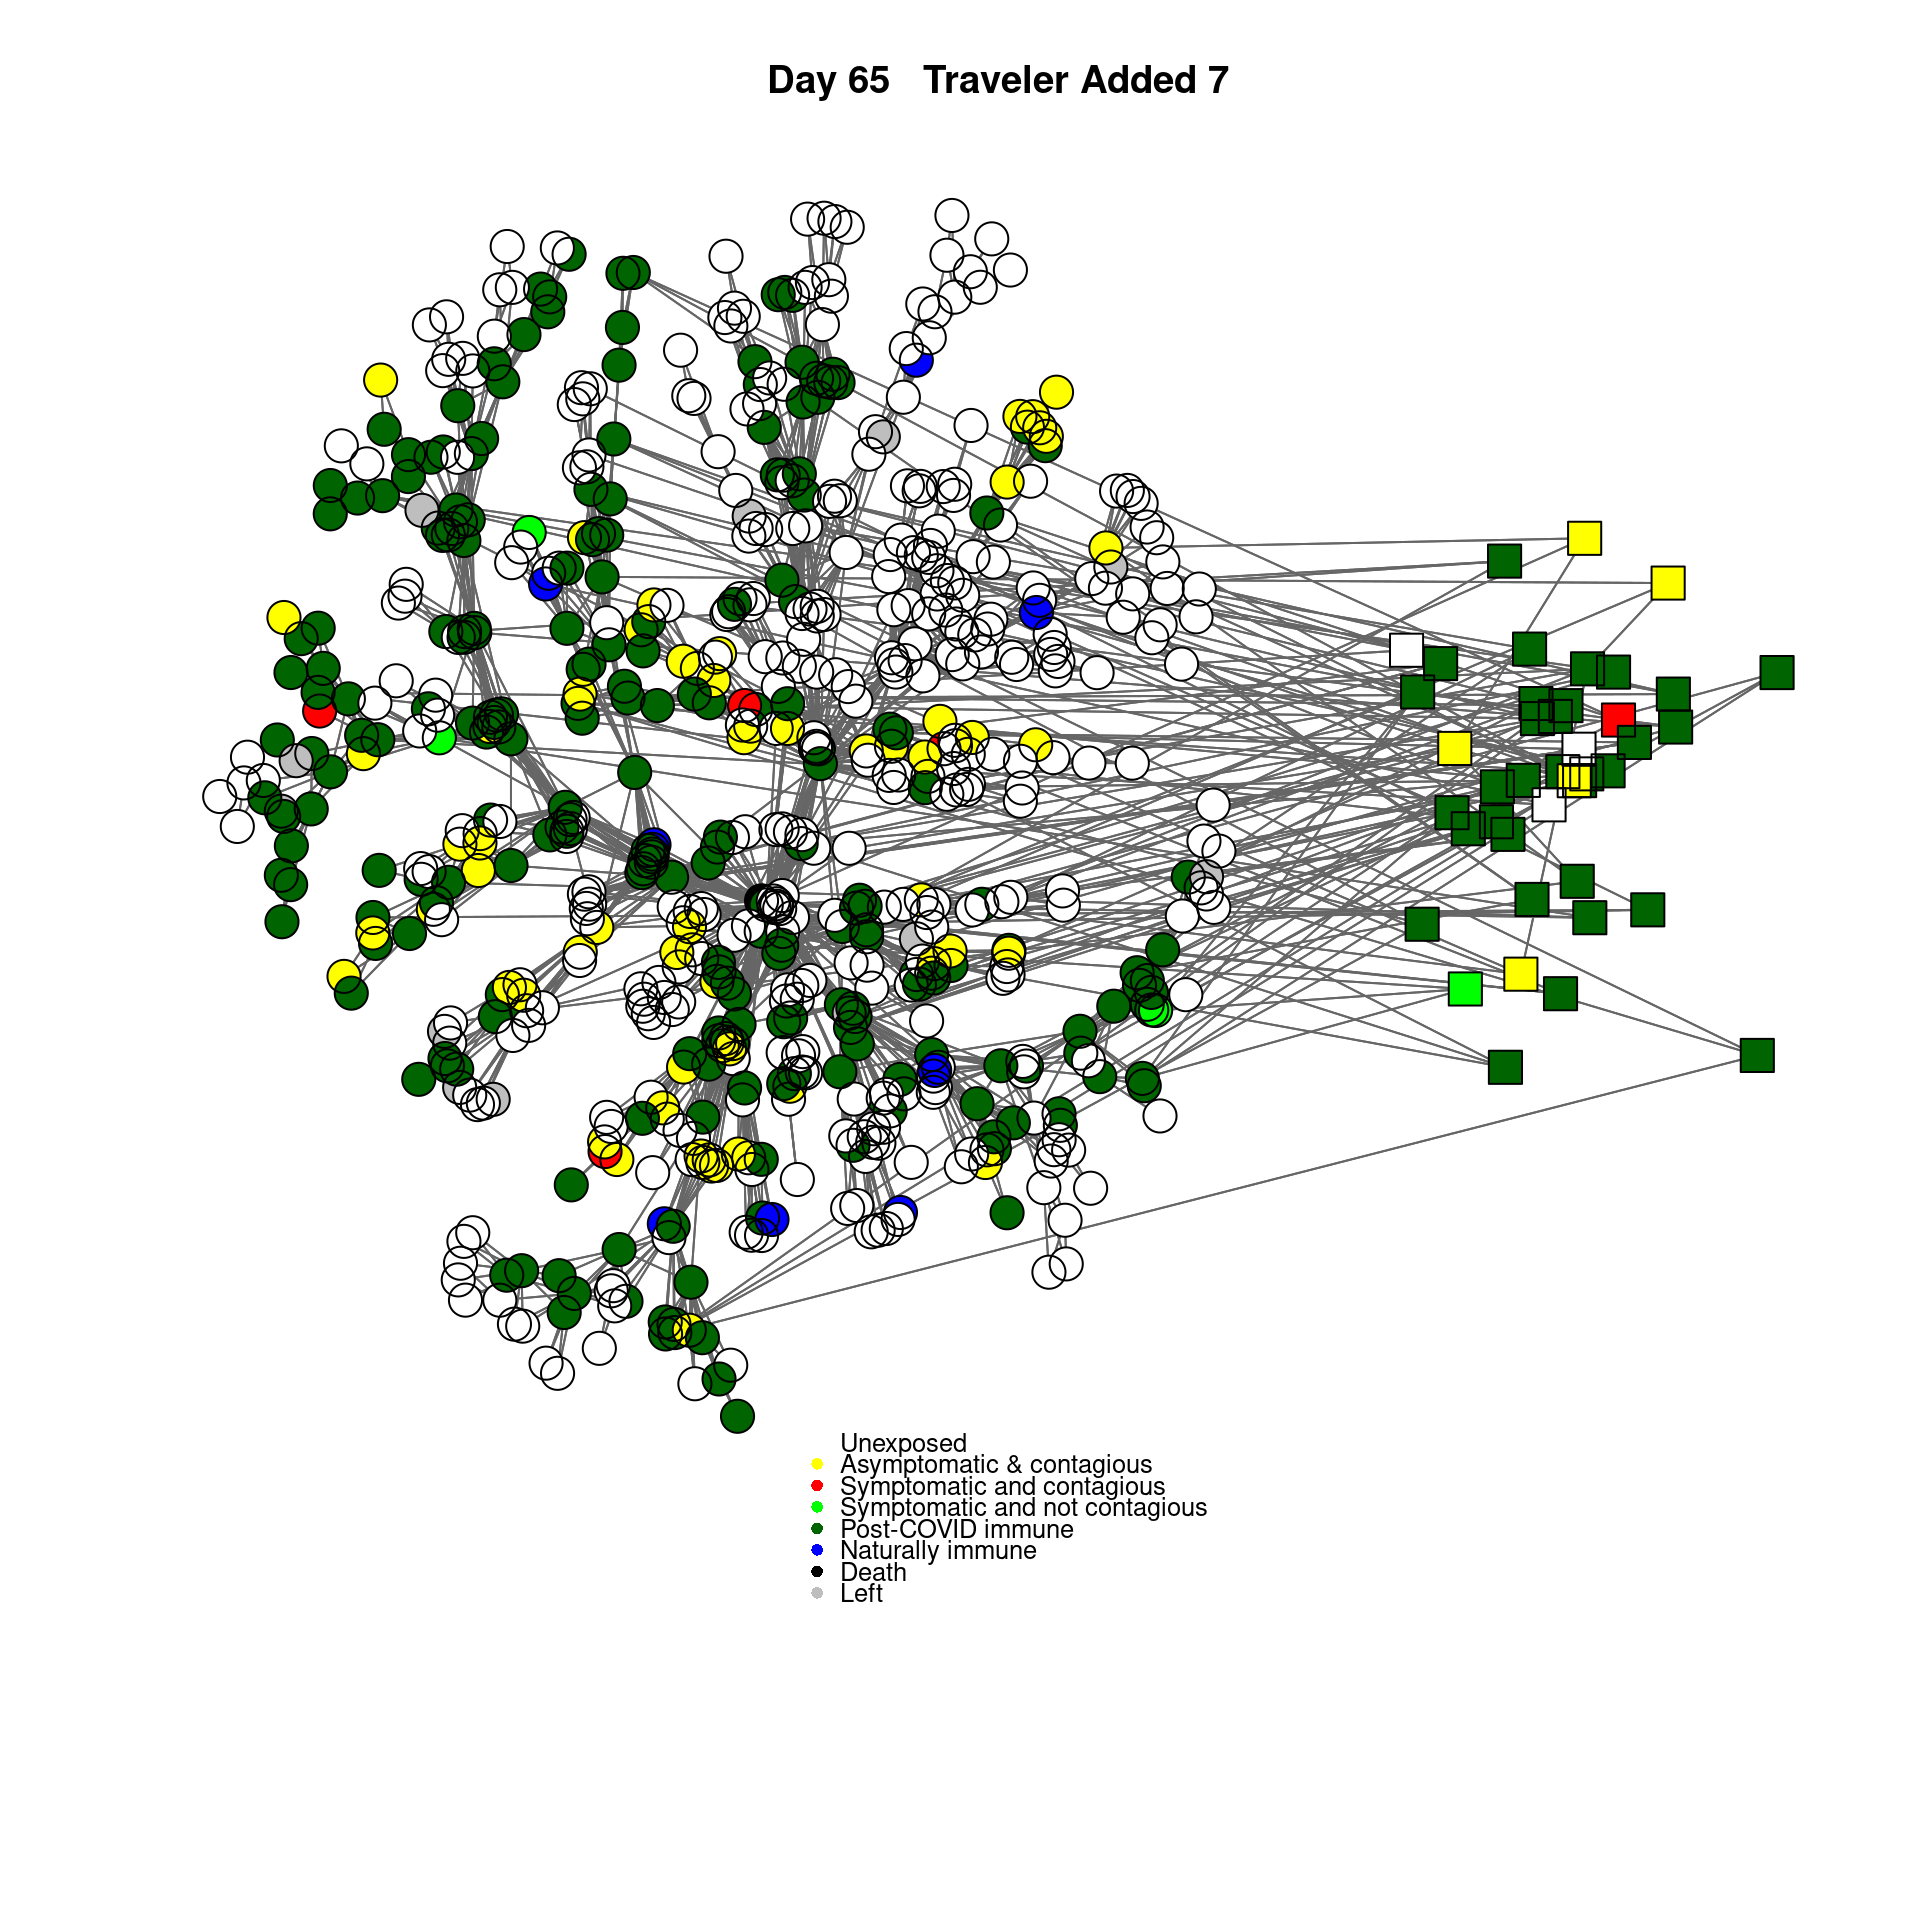 Day 65   Traveler Added 7
Unexposed
Asymptomatic & contagious
Symptomatic and contagious
Symptomatic and not contagious
Post-COVID immune
Naturally immune
Death
Left